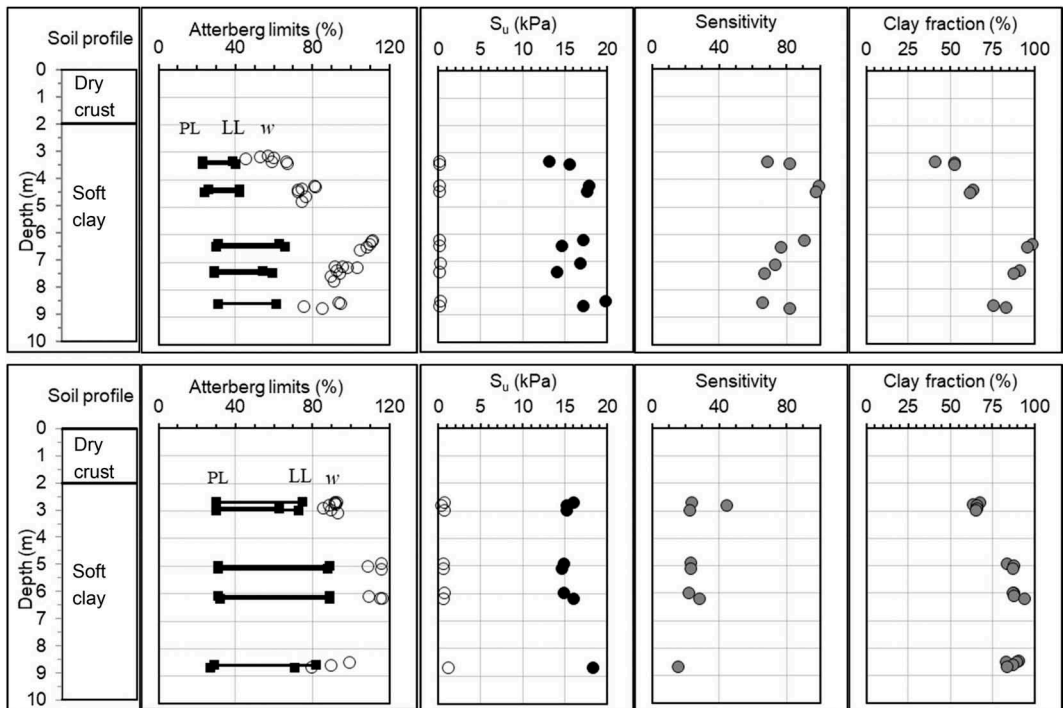 Soil profile
Atterberg limits (%)
0 40 80 120
S_u (kPa)
0 5 10 15 20
Sensitivity
0 40 80
Clay fraction (%)
0 25 50 75 100
Depth (m)
0
1
2
3
4
5
6
7
8
9
10
Dry
crust
Soft
clay
PL LL w
Soil profile
Atterberg limits (%)
0 40 80 120
S_u (kPa)
0 5 10 15 20
Sensitivity
0 40 80
Clay fraction (%)
0 25 50 75 100
Depth (m)
0
1
2
3
4
5
6
7
8
9
10
Dry
crust
Soft
clay
PL LL w